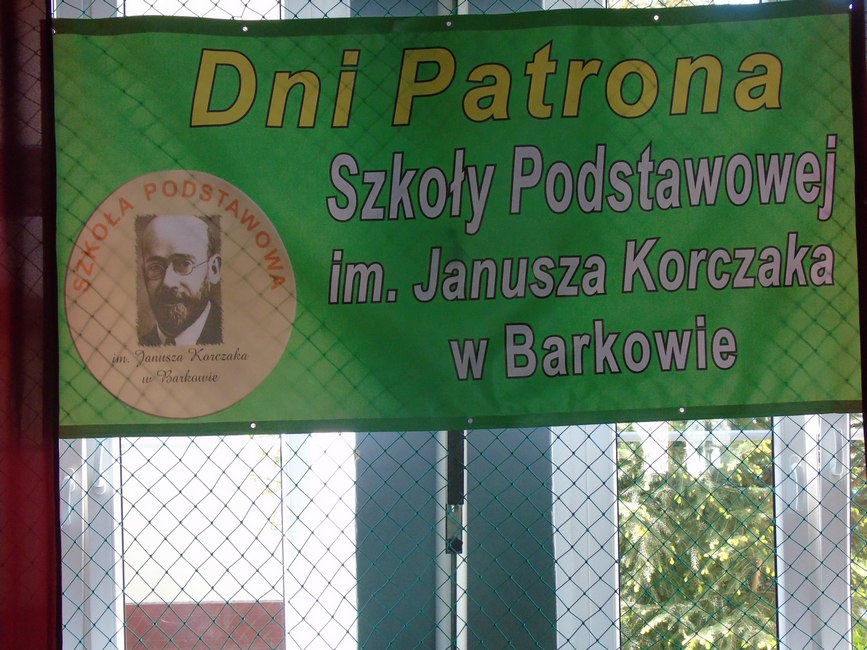 Dni Patrona
Szkoły Podstawowej
im. Janusza Korczaka
w Barkowie
SZKOŁA PODSTAWOWA
im. Janusza Korczaka
w Barkowie